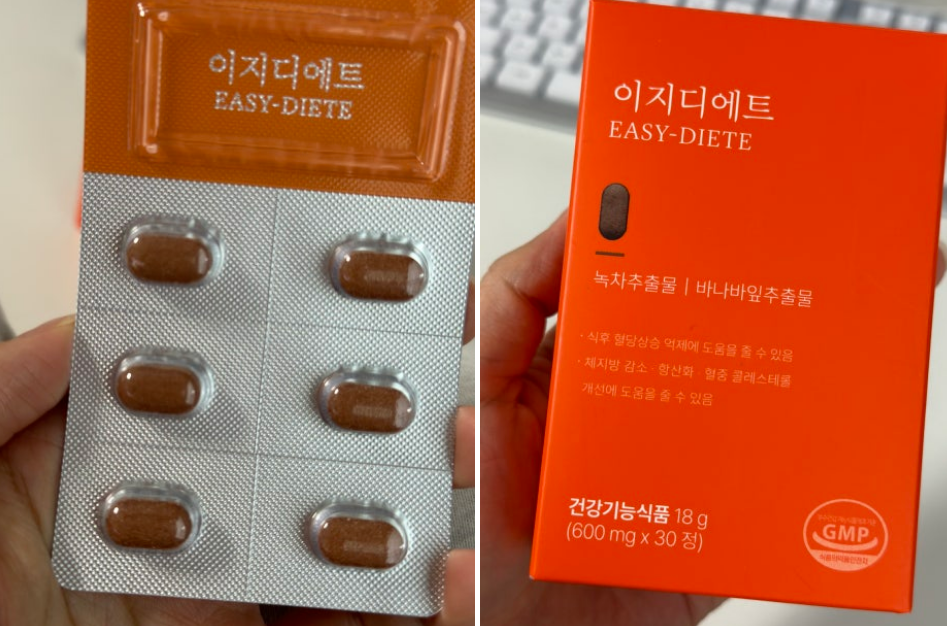 이지디에트
EASY-DIETE
이지디에트
EASY-DIETE
녹차추출물 | 바나바잎추출물
· 식후 혈당상승 억제에 도움을 줄 수 있음
· 체지방 감소 · 항산화 · 혈중 콜레스테롤
개선에 도움을 줄 수 있음
건강기능식품 18 g
(600 mg x 30 정)
GMP